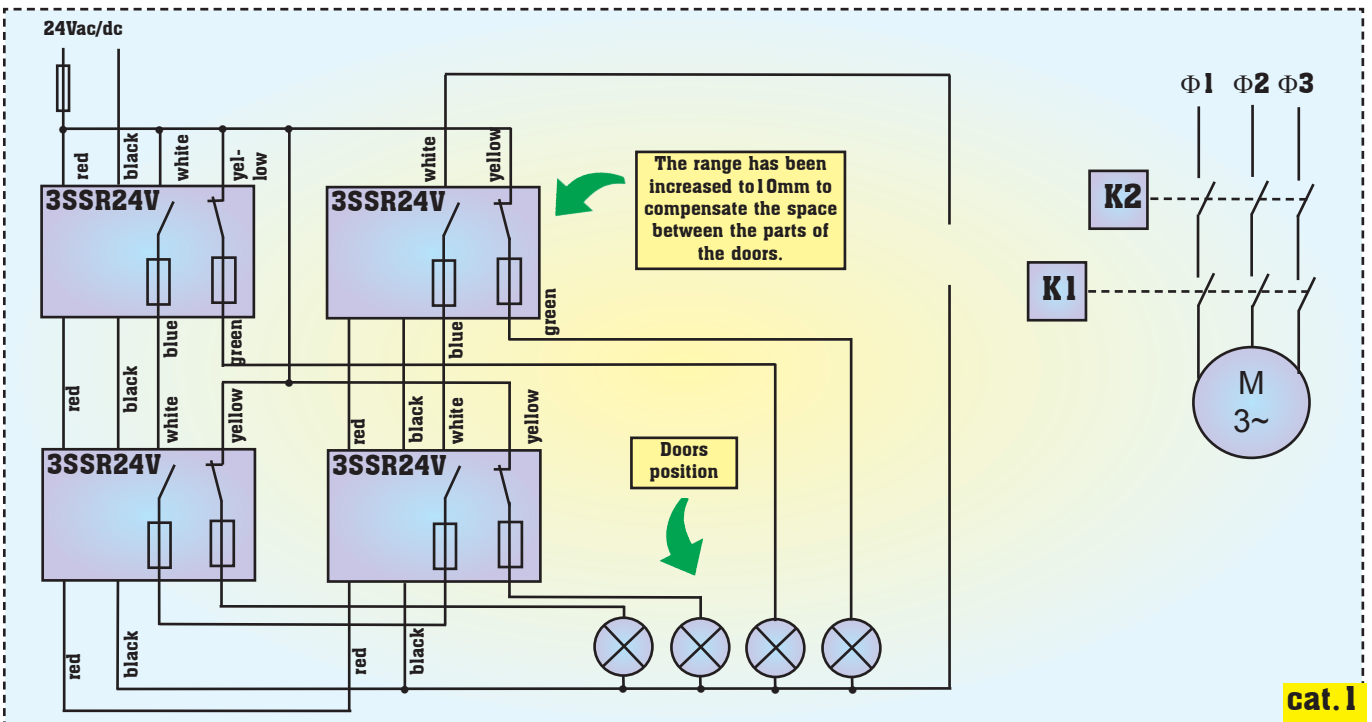 24Vac/dc
red
black
white
yel-
low
white
yellow
3SSR24V
3SSR24V
The range has been
increased to10mm to
compensate the space
between the parts of
the doors.
Φ1 Φ2 Φ3
K2
K1
M
3~
blue
green
blue
green
red
black
white
yellow
red
black
white
yellow
3SSR24V
3SSR24V
Doors
position
red
black
red
black
cat.1